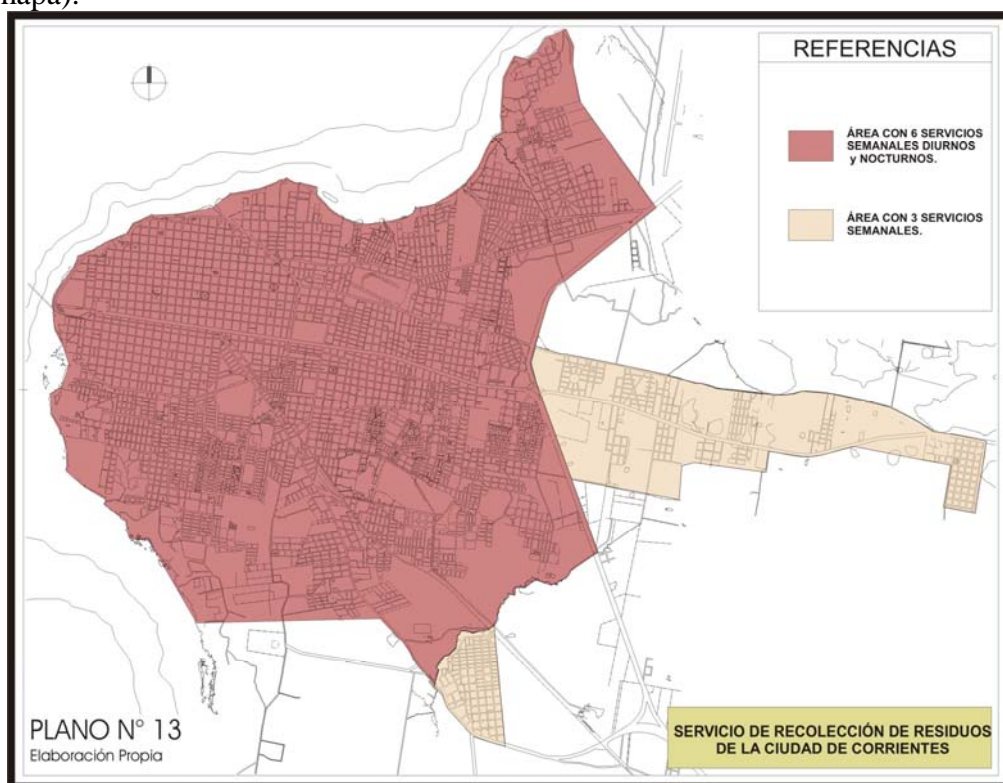 REFERENCIAS
ÁREA CON 6 SERVICIOS
SEMANALES DIURNOS
y NOCTURNOS.
ÁREA CON 3 SERVICIOS
SEMANALES.
PLANO N° 13
Elaboración Propia
SERVICIO DE RECOLECCIÓN DE RESIDUOS
DE LA CIUDAD DE CORRIENTES